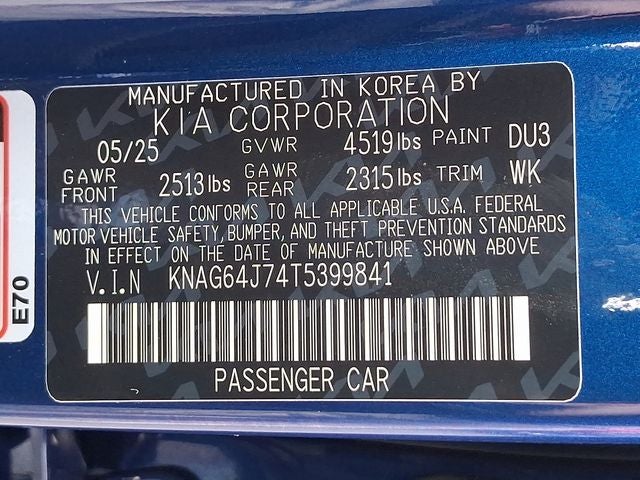 MANUFACTURED IN KOREA BY
KIA CORPORATION
05/25 GVWR 4519lbs PAINT DU3
GAWR FRONT 2513lbs GAWR REAR 2315lbs TRIM WK
THIS VEHICLE CONFORMS TO ALL APPLICABLE U.S.A. FEDERAL
MOTOR VEHICLE SAFETY, BUMPER, AND THEFT PREVENTION STANDARDS
IN EFFECT ON THE DATE OF MANUFACTURE SHOWN ABOVE
V.I.N KNAG64J74T5399841
PASSENGER CAR
E70